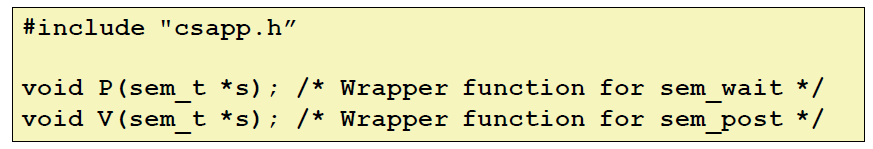 #include "csapp.h”
void P(sem_t *s); /* Wrapper function for sem_wait */
void V(sem_t *s); /* Wrapper function for sem_post */